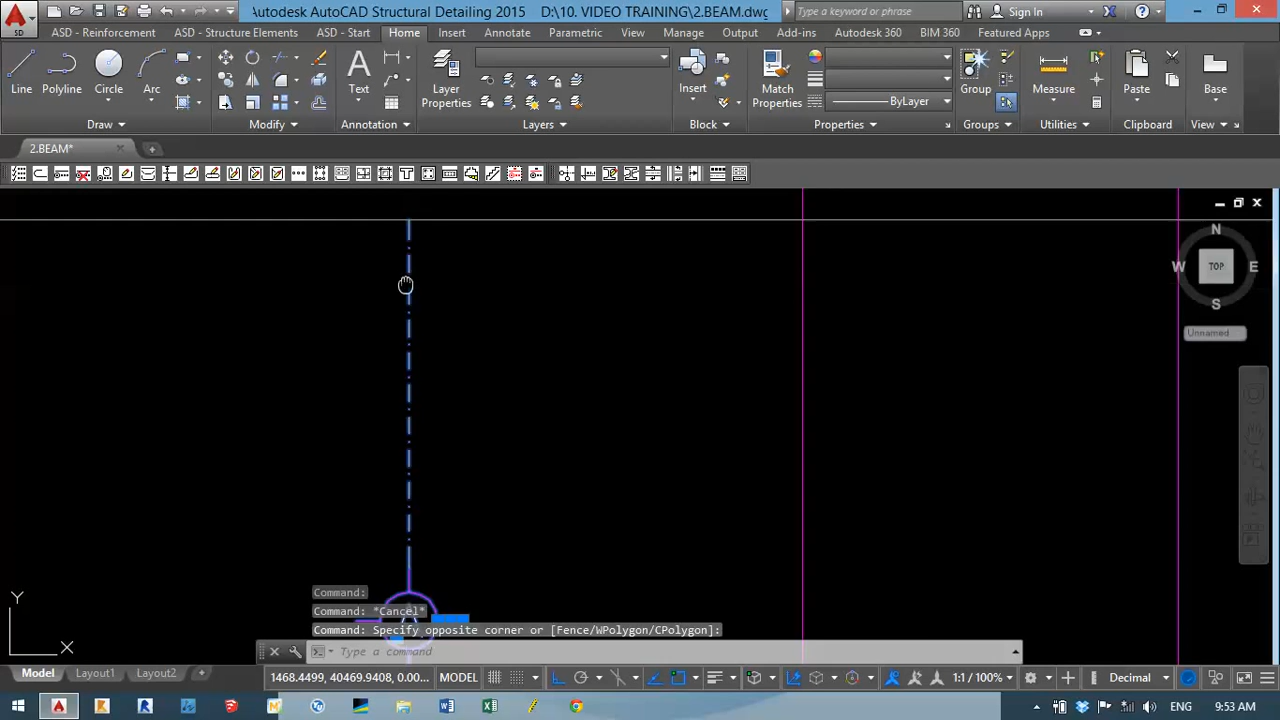 Autodesk AutoCAD Structural Detailing 2015 D:\10. VIDEO TRAINING\2.BEAM.dwg
Type a keyword or phrase
Sign In
SD
ASD - Reinforcement ASD - Structure Elements ASD - Start Home Insert Annotate Parametric View Manage Output Add-ins Autodesk 360 BIM 360 Featured Apps
Line Polyline Circle Arc Text Layer Properties Insert Match Properties ByLayer Group Measure Paste Base
Draw Modify Annotation Layers Block Properties Groups Utilities Clipboard View
2.BEAM*
N
W TOP E
S
Unnamed
Command:
Command: *Cancel*
Command: Specify opposite corner or [Fence/WPolygon/CPolygon]:
Type a command
Y
X
Model Layout1 Layout2 1468.4499, 40469.9408, 0.00... MODEL 1:1 / 100% Decimal
ENG 9:53 AM